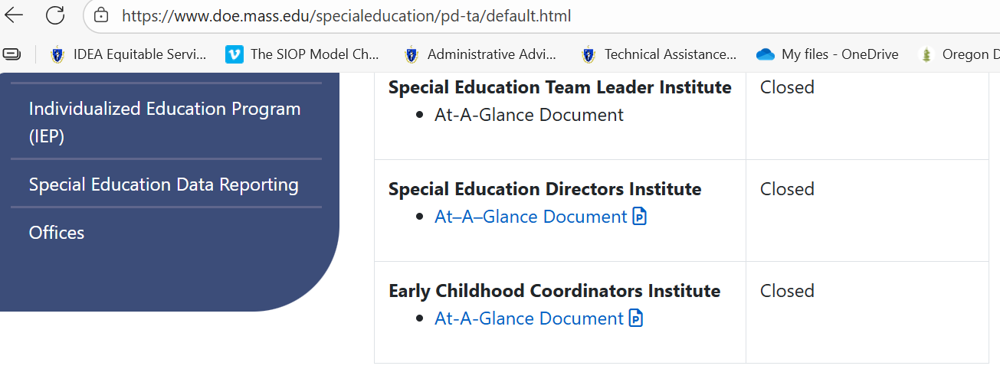 https://www.doe.mass.edu/specialeducation/pd-ta/default.html
IDEA Equitable Servi... The SIOP Model Ch... Administrative Advi... Technical Assistance... My files - OneDrive Oregon D
Individualized Education Program
(IEP)
Special Education Data Reporting
Offices
Special Education Team Leader Institute Closed
• At-A-Glance Document
Special Education Directors Institute Closed
• At–A–Glance Document
Early Childhood Coordinators Institute Closed
• At-A-Glance Document